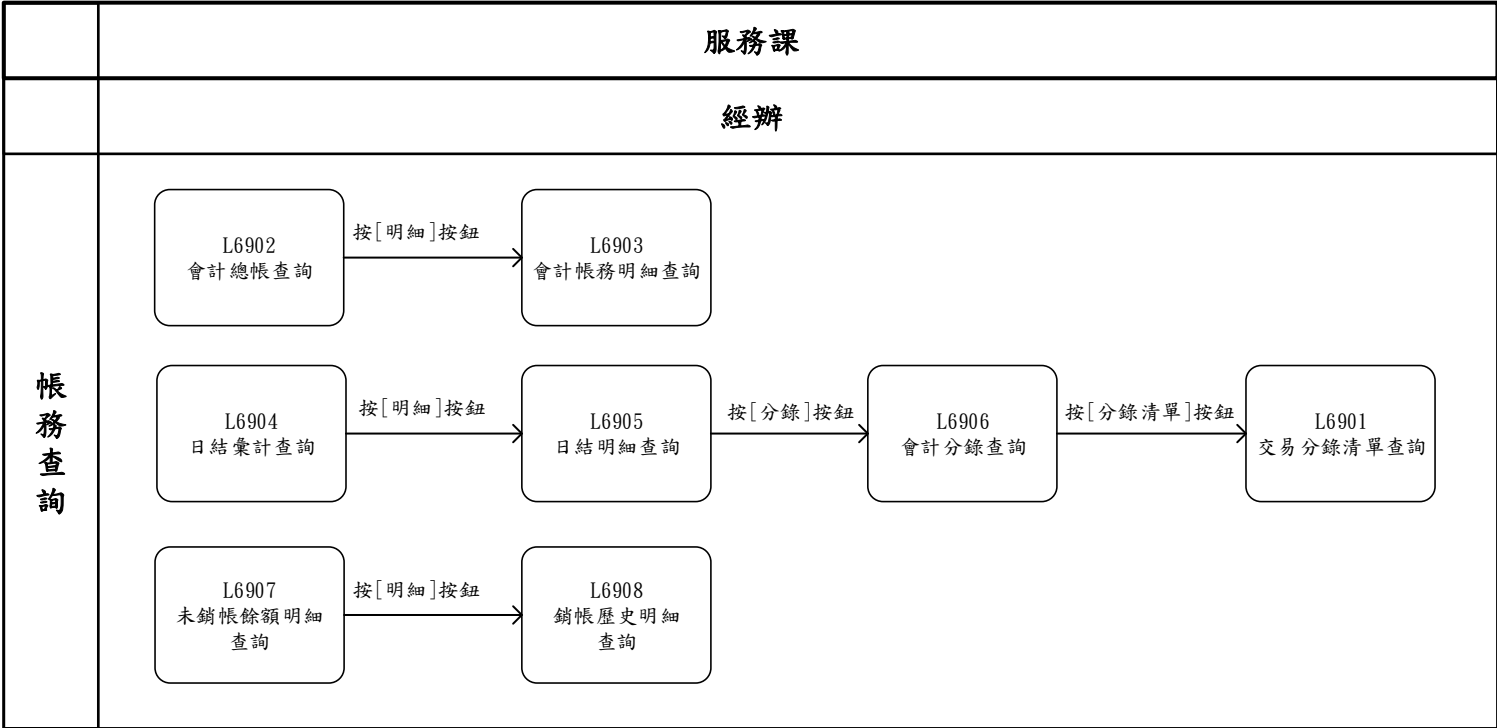 服務課
經辦
帳務查詢
L6902
會計總帳查詢
按[明細]按鈕
L6903
會計帳務明細查詢
L6904
日結彙計查詢
按[明細]按鈕
L6905
日結明細查詢
按[分錄]按鈕
L6906
會計分錄查詢
按[分錄清單]按鈕
L6901
交易分錄清單查詢
L6907
未銷帳餘額明細
查詢
按[明細]按鈕
L6908
銷帳歷史明細
查詢